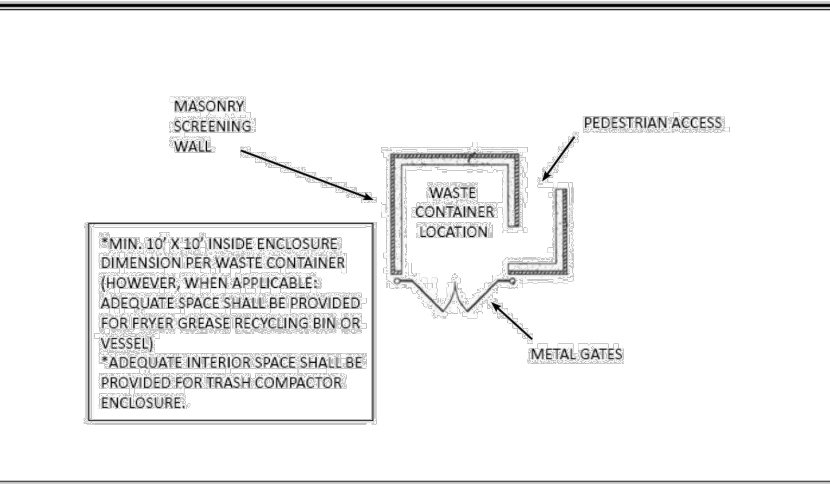 MASONRY
SCREENING
WALL
PEDESTRIAN ACCESS
WASTE
CONTAINER
LOCATION
*MIN. 10' X 10' INSIDE ENCLOSURE
DIMENSION PER WASTE CONTAINER
(HOWEVER, WHEN APPLICABLE:
ADEQUATE SPACE SHALL BE PROVIDED
FOR FRYER GREASE RECYCLING BIN OR
VESSEL)
*ADEQUATE INTERIOR SPACE SHALL BE
PROVIDED FOR TRASH COMPACTOR
ENCLOSURE.
METAL GATES